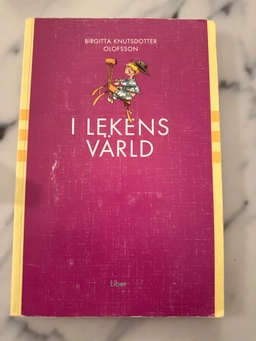 BIRGITTA KNUTSDOTTER
OLOFSSON
I LEKENS
VÄRLD
Liber